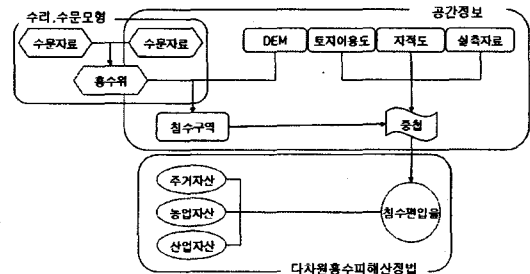 수리.수문모형
공간정보
수문자료
수문자료
DEM
토지이용도
지적도
실측자료
홍수위
침수구역
중첩
주거자산
농업자산
산업자산
침수편입율
다차원홍수피해산정법